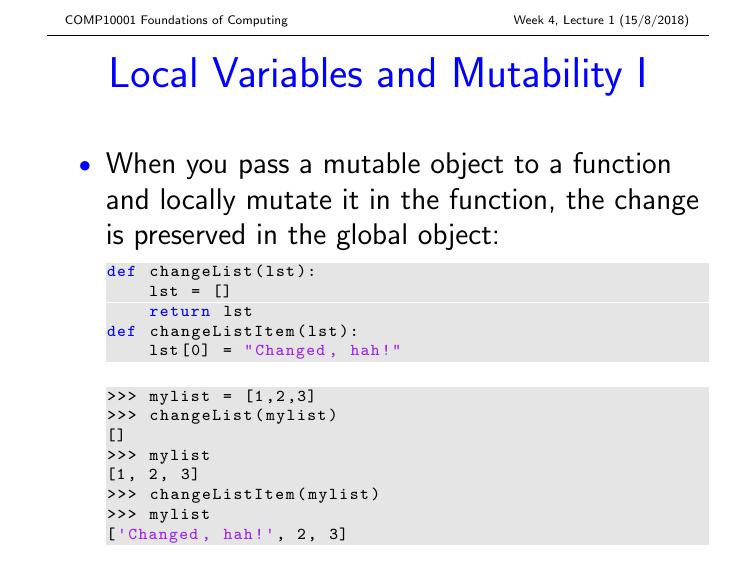 COMP10001 Foundations of Computing
Week 4, Lecture 1 (15/8/2018)
Local Variables and Mutability I
• When you pass a mutable object to a function
and locally mutate it in the function, the change
is preserved in the global object:
def changeList(lst):
    lst = []
    return lst
def changeListItem(lst):
    lst[0] = "Changed, hah!"
>>> mylist = [1,2,3]
>>> changeList(mylist)
[]
>>> mylist
[1, 2, 3]
>>> changeListItem(mylist)
>>> mylist
['Changed, hah!', 2, 3]